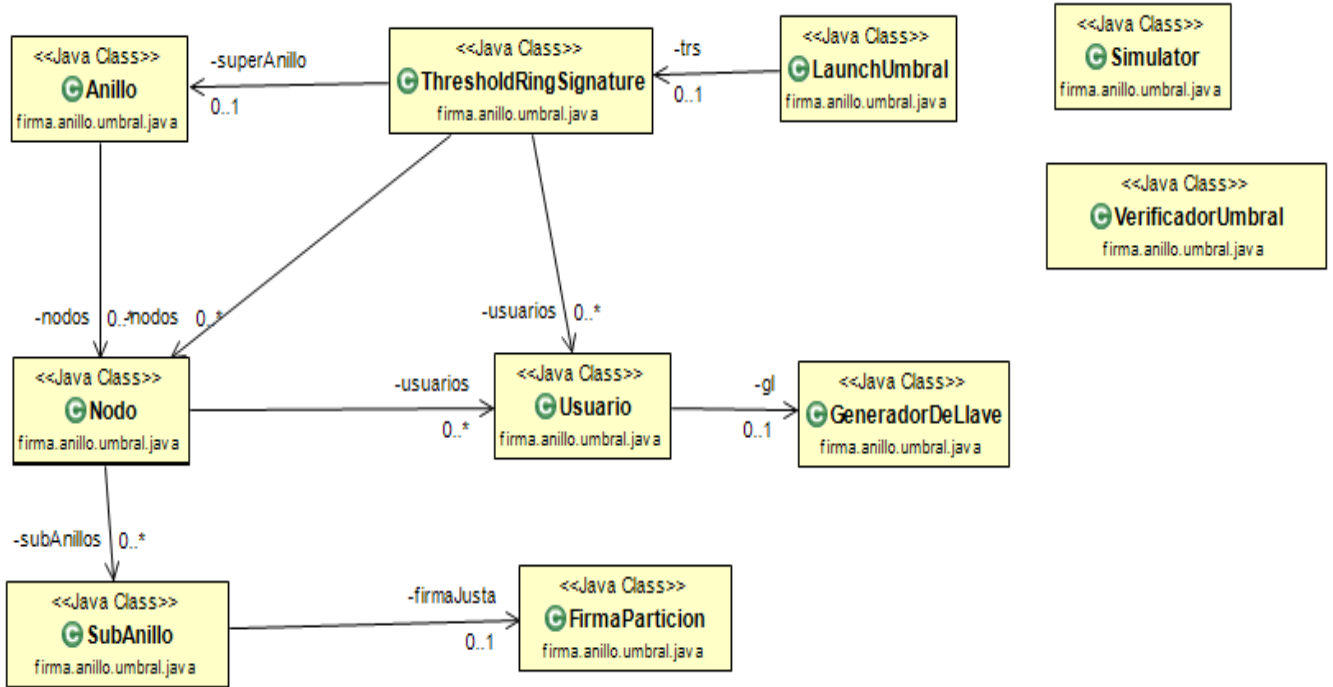 <<Java Class>>
Anillo
firma.anillo.umbral.java
-superAnillo
0..1
<<Java Class>>
ThresholdRingSignature
firma.anillo.umbral.java
-trs
0..1
<<Java Class>>
LaunchUmbral
firma.anillo.umbral.java
<<Java Class>>
Simulator
firma.anillo.umbral.java
<<Java Class>>
VerificadorUmbral
firma.anillo.umbral.java
-nodos 0..*
-nodos 0..*
-usuarios 0..*
<<Java Class>>
Nodo
firma.anillo.umbral.java
-usuarios
0..*
<<Java Class>>
Usuario
firma.anillo.umbral.java
-gl
0..1
<<Java Class>>
GeneradorDeLlave
firma.anillo.umbral.java
-subAnillos 0..*
<<Java Class>>
SubAnillo
firma.anillo.umbral.java
-firmaJusta
0..1
<<Java Class>>
FirmaParticion
firma.anillo.umbral.java